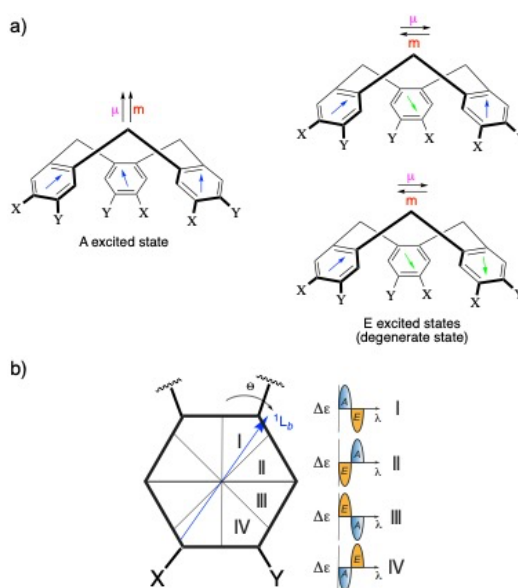 a)
μ
m
X
Y
Y
X
X
Y
A excited state
μ
m
X
Y
Y
X
X
Y
μ
m
X
Y
Y
X
X
Y
E excited states
(degenerate state)
b)
Θ
¹L_b
I
II
III
IV
X
Y
Δε
A
E
λ
I
Δε
E
A
λ
II
Δε
E
A
λ
III
Δε
A
E
λ
IV